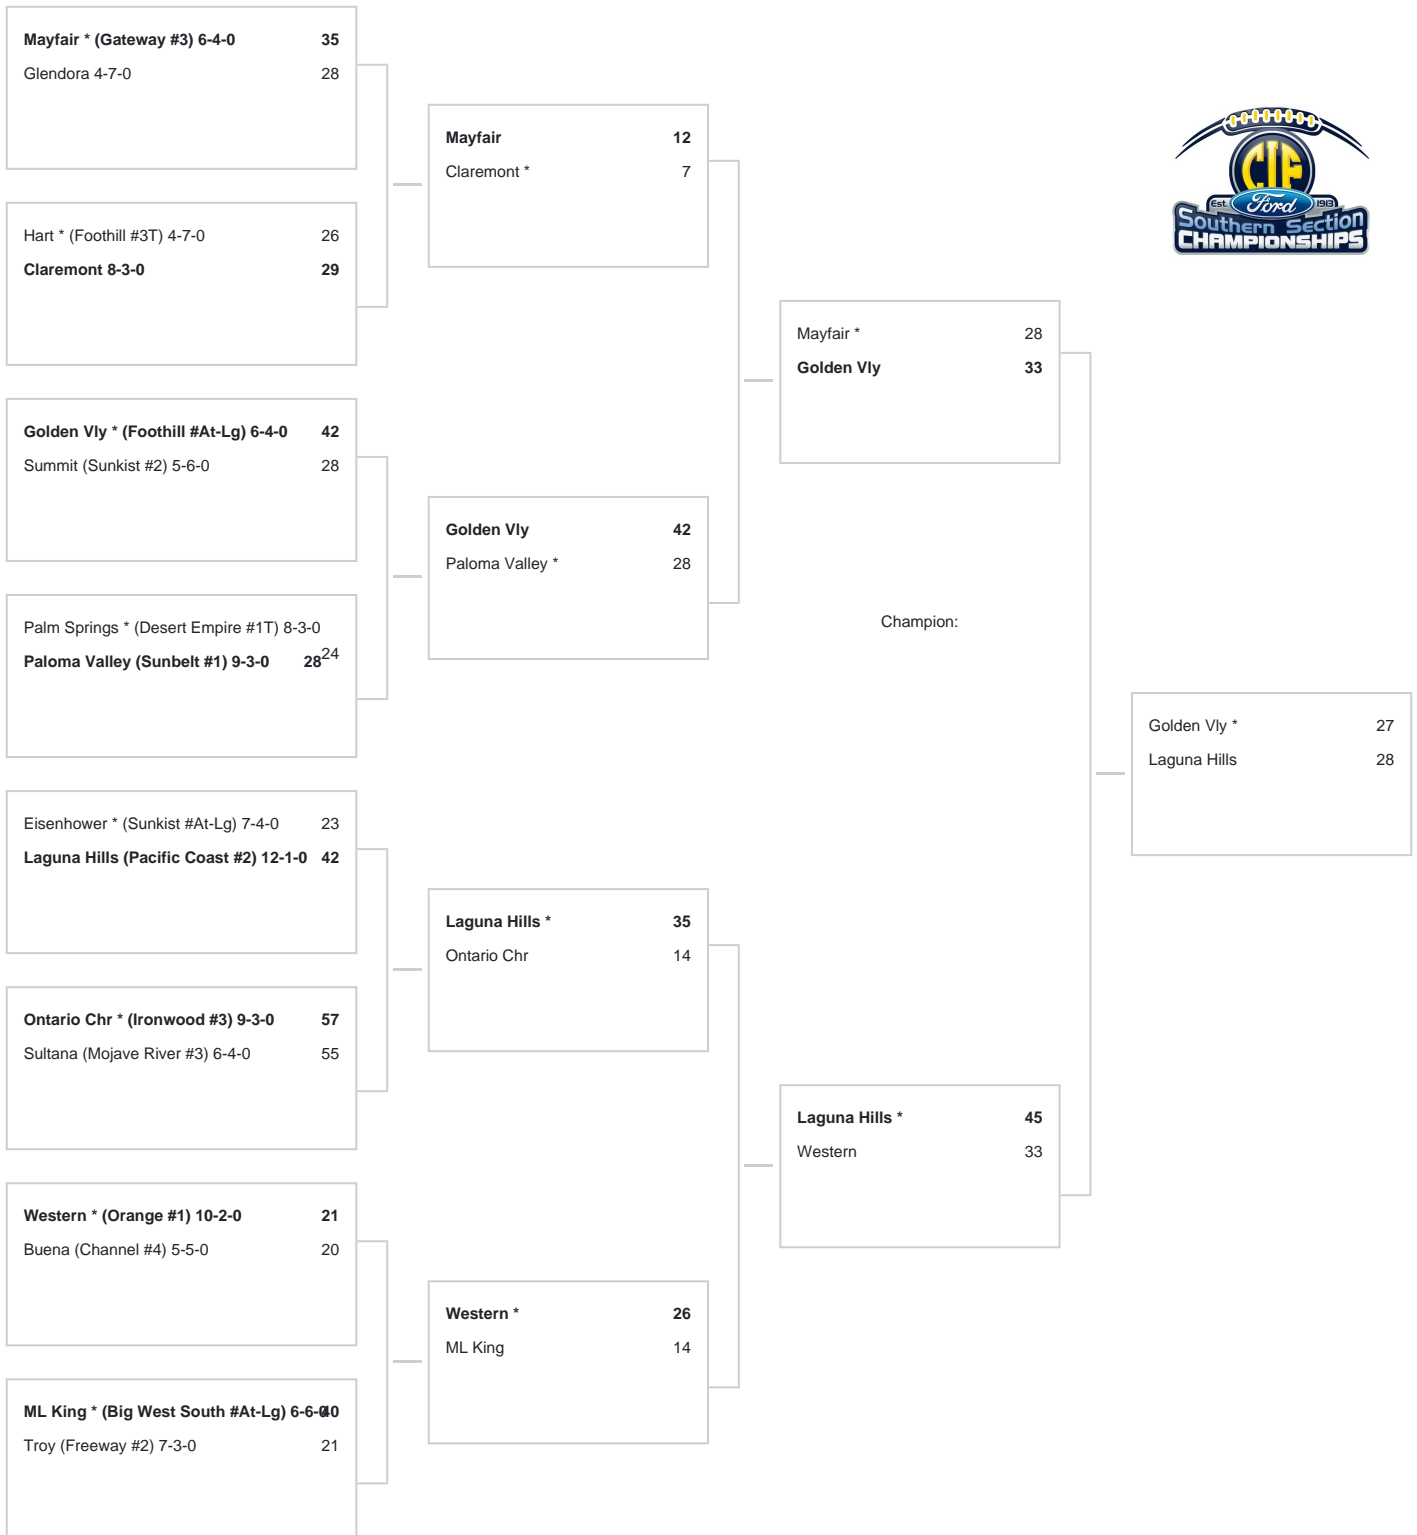 Mayfair * (Gateway #3) 6-4-0 35
Glendora 4-7-0 28
Hart * (Foothill #3T) 4-7-0 26
Claremont 8-3-0 29
Golden Vly * (Foothill #At-Lg) 6-4-0 42
Summit (Sunkist #2) 5-6-0 28
Palm Springs * (Desert Empire #1T) 8-3-0 24
Paloma Valley (Sunbelt #1) 9-3-0 28
Eisenhower * (Sunkist #At-Lg) 7-4-0 23
Laguna Hills (Pacific Coast #2) 12-1-0 42
Ontario Chr * (Ironwood #3) 9-3-0 57
Sultana (Mojave River #3) 6-4-0 55
Western * (Orange #1) 10-2-0 21
Buena (Channel #4) 5-5-0 20
ML King * (Big West South #At-Lg) 6-6-0 40
Troy (Freeway #2) 7-3-0 21
Mayfair 12
Claremont * 7
Golden Vly 42
Paloma Valley * 28
Laguna Hills * 35
Ontario Chr 14
Western * 26
ML King 14
Mayfair * 28
Golden Vly 33
Laguna Hills * 45
Western 33
Champion:
Golden Vly * 27
Laguna Hills 28
CIF
Est. Ford 1913
Southern Section
CHAMPIONSHIPS